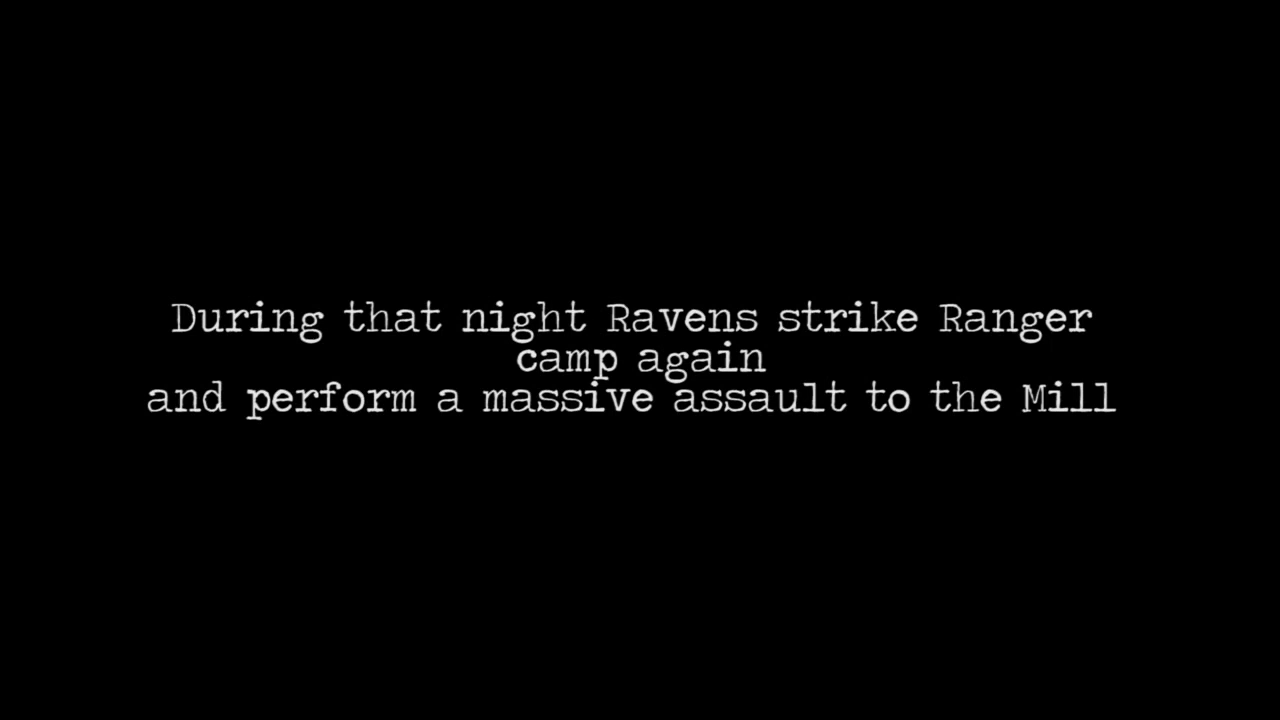 During that night Ravens strike Ranger
camp again
and perform a massive assault to the Mill